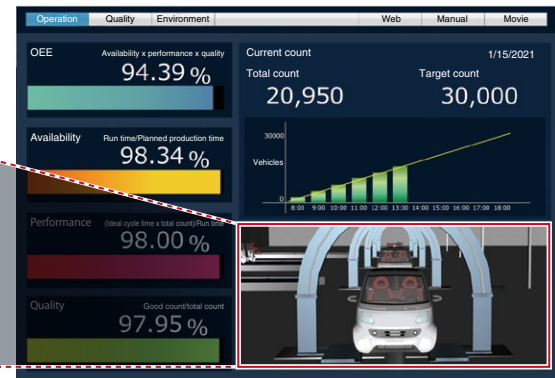 Operation Quality Environment Web Manual Movie
OEE
Availability x performance x quality
94.39 %
Availability
Run time/Planned production time
98.34 %
Performance
(Ideal cycle time x total count)/Run time
98.00 %
Quality
Good count/total count
97.95 %
Current count
1/15/2021
Total count
Target count
20,950
30,000
30000
Vehicles
0
8:00 9:00 10:00 11:00 12:00 13:00 14:00 15:00 16:00 17:00 18:00